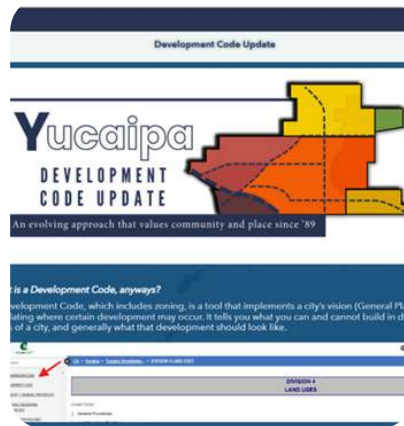 Development Code Update
Yucaipa
DEVELOPMENT
CODE UPDATE
An evolving approach that values community and place since '89
t is a Development Code, anyways?
velopment Code, which includes zoning, is a tool that implements a city's vision (General Pla
lating where certain development may occur. It tells you what you can and cannot build in d
s of a city, and generally what that development should look like.
DIVISION 4
LAND USES